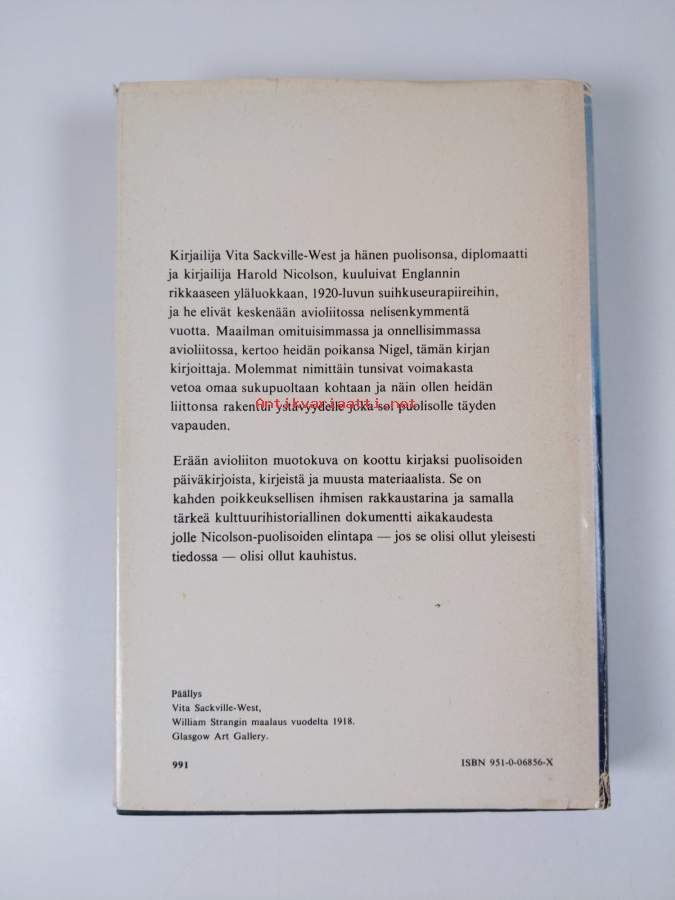 Kirjailija Vita Sackville-West ja hänen puolisonsa, diplomaatti
ja kirjailija Harold Nicolson, kuuluivat Englannin
rikkaaseen yläluokkaan, 1920-luvun suihkuseurapiireihin,
ja he elivät keskenään avioliitossa nelisenkymmentä
vuotta. Maailman omituisimmassa ja onnellisimmassa
avioliitossa, kertoo heidän poikansa Nigel, tämän kirjan
kirjoittaja. Molemmat nimittäin tunsivat voimakasta
vetoa omaa sukupuoltaan kohtaan ja näin ollen heidän
liittonsa rakentui ystävyydelle joka soi puolisolle täyden
Antikvariaatti.net
vapauden.
Erään avioliiton muotokuva on koottu kirjaksi puolisoiden
päiväkirjoista, kirjeistä ja muusta materiaalista. Se on
kahden poikkeuksellisen ihmisen rakkaustarina ja samalla
tärkeä kulttuurihistoriallinen dokumentti aikakaudesta
jolle Nicolson-puolisoiden elintapa — jos se olisi ollut yleisesti
tiedossa — olisi ollut kauhistus.
Päällys
Vita Sackville-West,
William Strangin maalaus vuodelta 1918.
Glasgow Art Gallery.
991
ISBN 951-0-06856-X